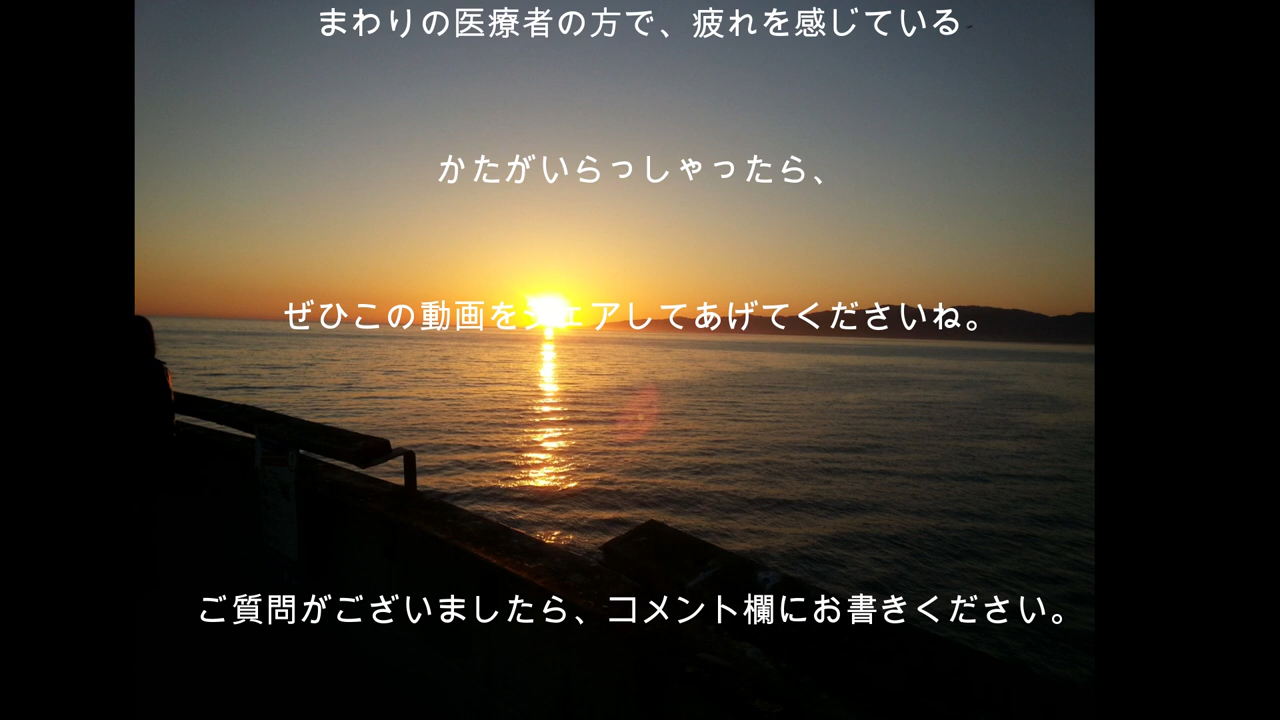 まわりの医療者の方で、疲れを感じている
かたがいらっしゃったら、
ぜひこの動画をシェアしてあげてくださいね。
ご質問がございましたら、コメント欄にお書きください。